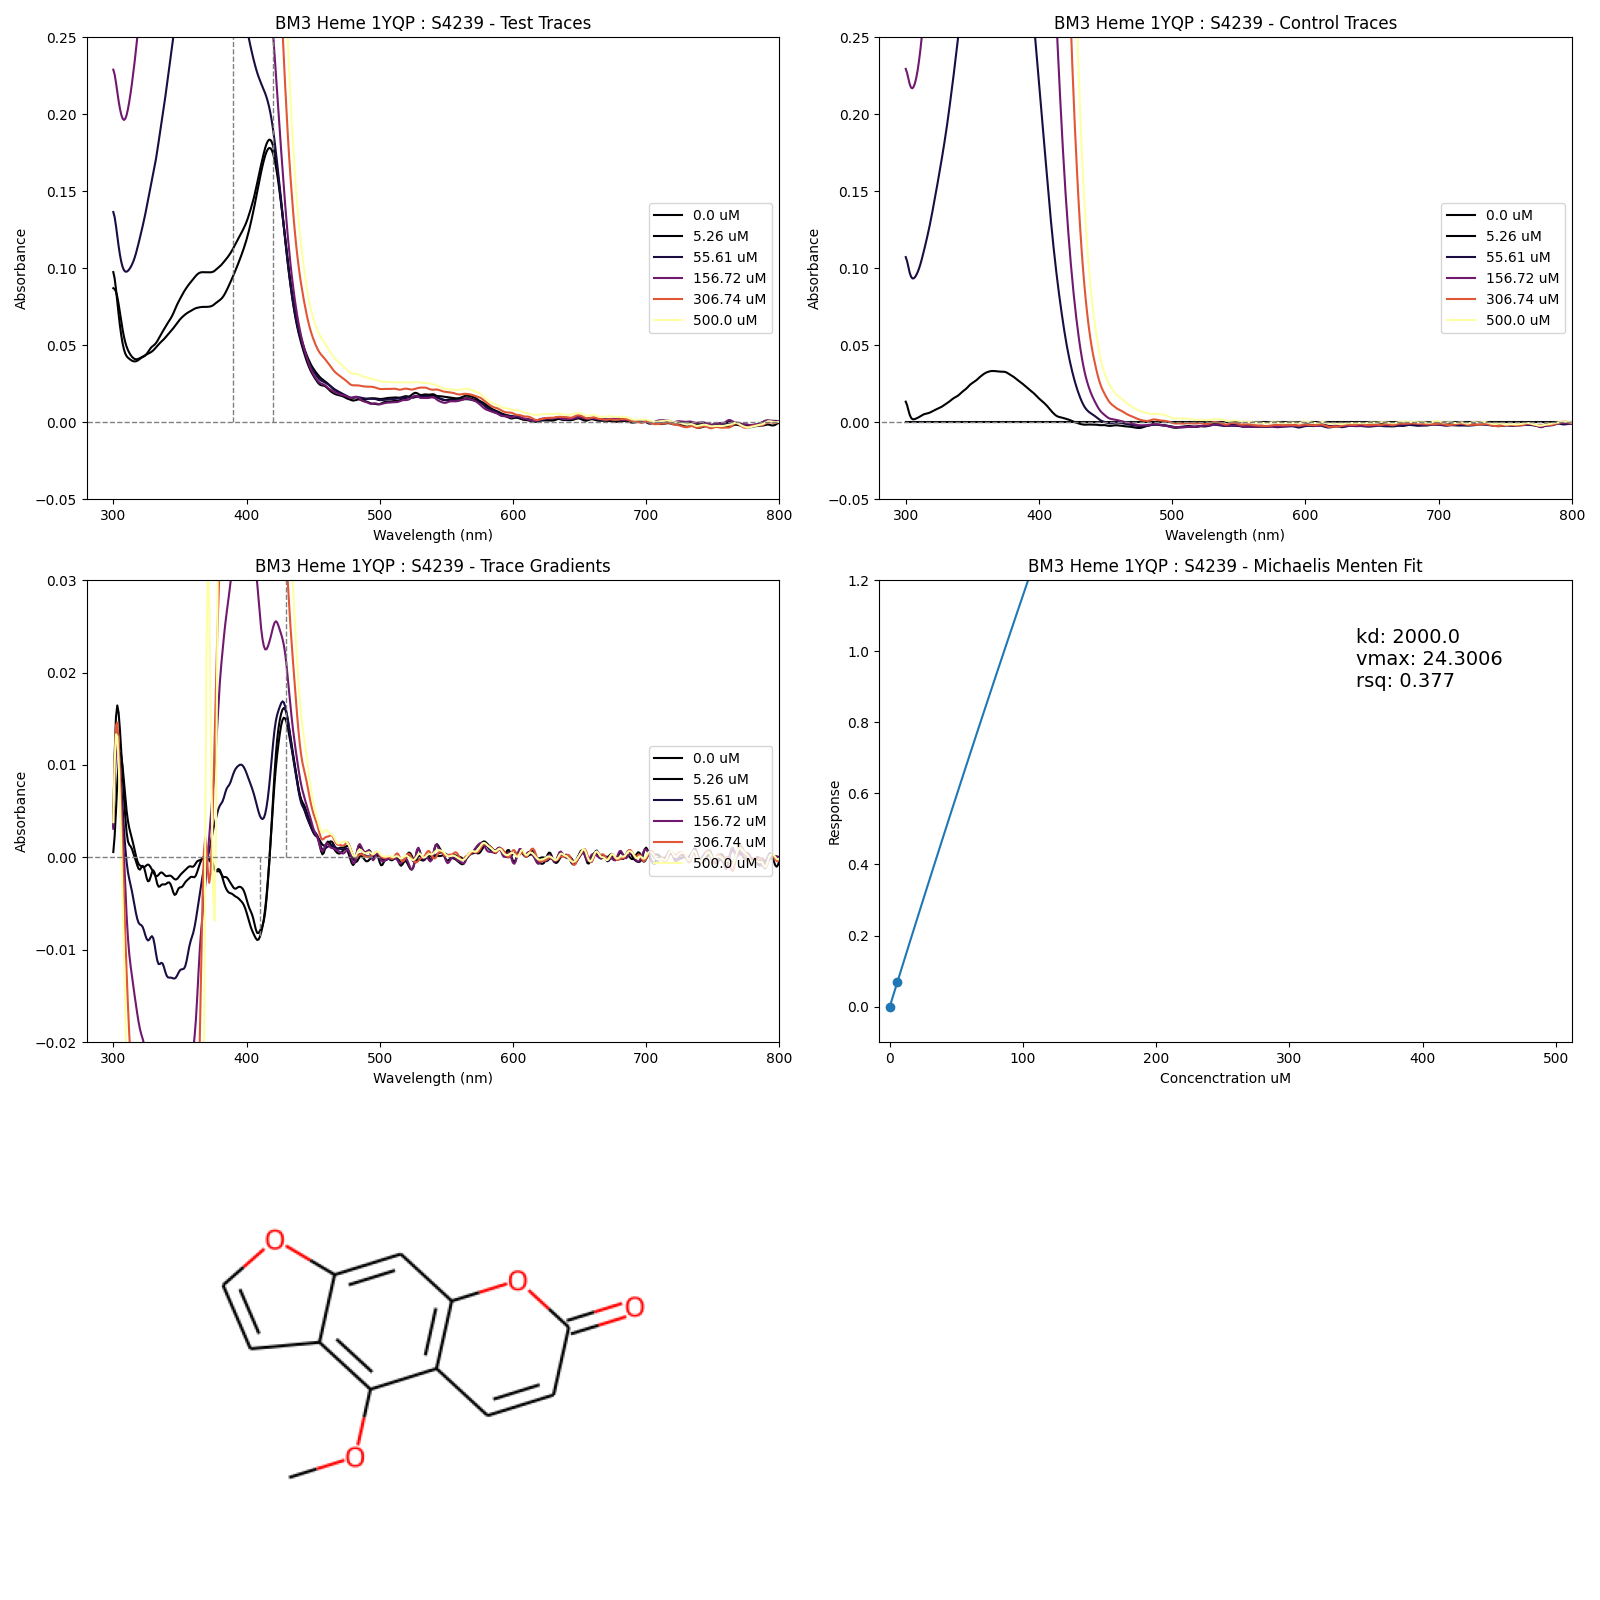 BM3 Heme 1YQP : S4239 - Test Traces
Absorbance
0.25
0.20
0.15
0.10
0.05
0.00
−0.05
0.0 uM
5.26 uM
55.61 uM
156.72 uM
306.74 uM
500.0 uM
300 400 500 600 700 800
Wavelength (nm)
BM3 Heme 1YQP : S4239 - Control Traces
Absorbance
0.25
0.20
0.15
0.10
0.05
0.00
−0.05
0.0 uM
5.26 uM
55.61 uM
156.72 uM
306.74 uM
500.0 uM
300 400 500 600 700 800
Wavelength (nm)
BM3 Heme 1YQP : S4239 - Trace Gradients
Absorbance
0.03
0.02
0.01
0.00
−0.01
−0.02
0.0 uM
5.26 uM
55.61 uM
156.72 uM
306.74 uM
500.0 uM
300 400 500 600 700 800
Wavelength (nm)
BM3 Heme 1YQP : S4239 - Michaelis Menten Fit
Response
1.2
1.0
0.8
0.6
0.4
0.2
0.0
kd: 2000.0
vmax: 24.3006
rsq: 0.377
0 100 200 300 400 500
Concenctration uM
O
O
O
O